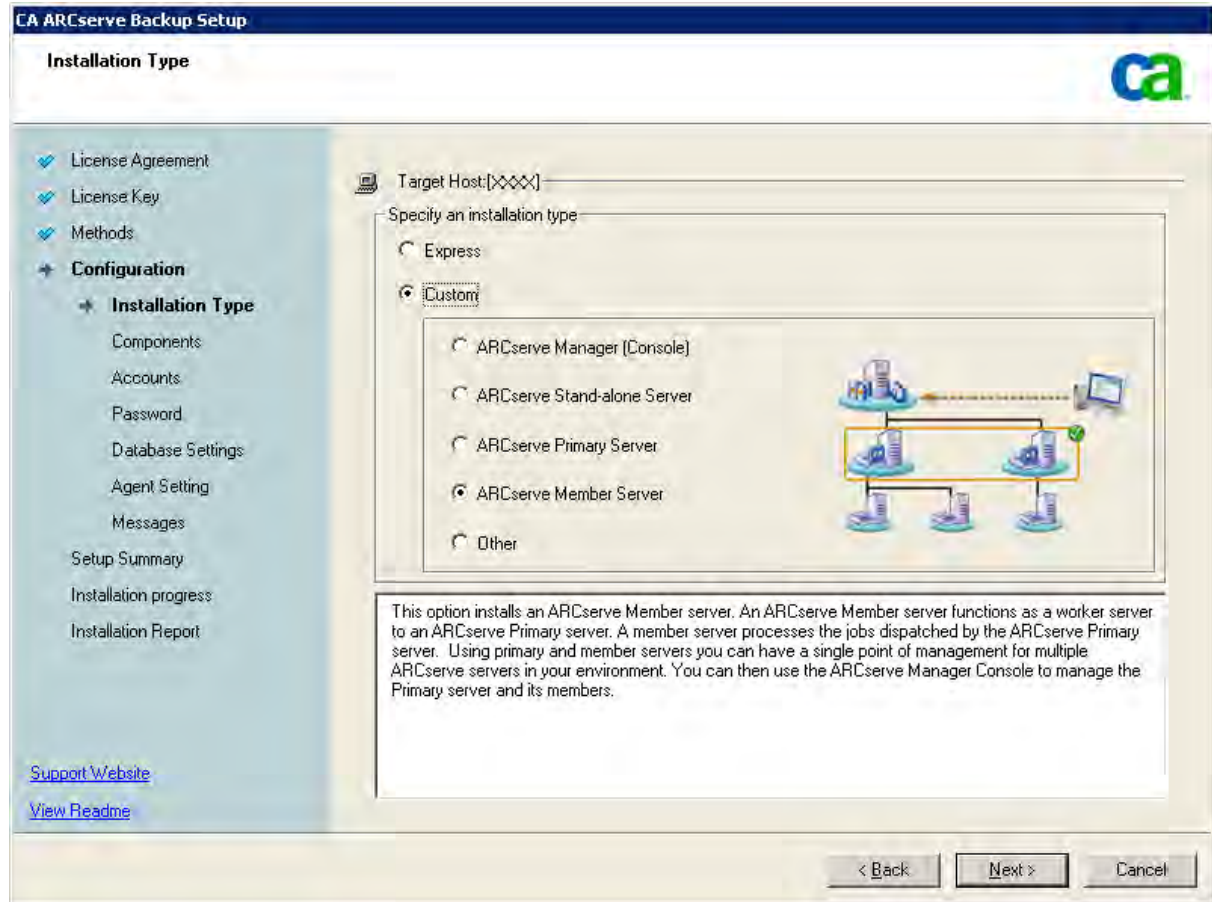 CA ARCserve Backup Setup
Installation Type
ca
License Agreement
License Key
Methods
Configuration
Installation Type
Components
Accounts
Password
Database Settings
Agent Setting
Messages
Setup Summary
Installation progress
Installation Report
Support Website
View Readme
Target Host:[XXXX]
Specify an installation type
Express
Custom
ARCserve Manager (Console)
ARCserve Stand-alone Server
ARCserve Primary Server
ARCserve Member Server
Other
This option installs an ARCserve Member server. An ARCserve Member server functions as a worker server
to an ARCserve Primary server. A member server processes the jobs dispatched by the ARCserve Primary
server. Using primary and member servers you can have a single point of management for multiple
ARCserve servers in your environment. You can then use the ARCserve Manager Console to manage the
Primary server and its members.
< Back
Next >
Cancel